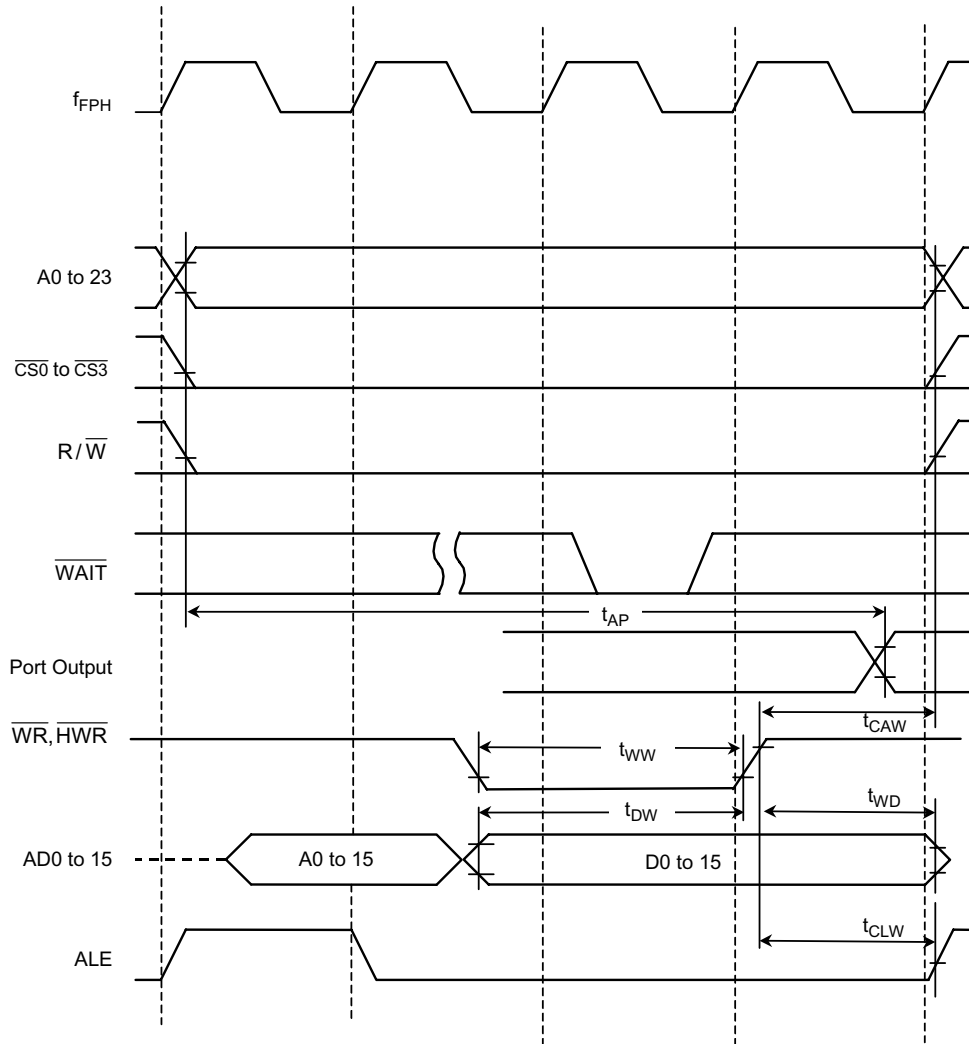 fFPH
A0 to 23
CS0 to CS3
R/W
WAIT
tAP
Port Output
tCAW
WR, HWR
tWW
tWD
tDW
AD0 to 15
A0 to 15
D0 to 15
tCLW
ALE